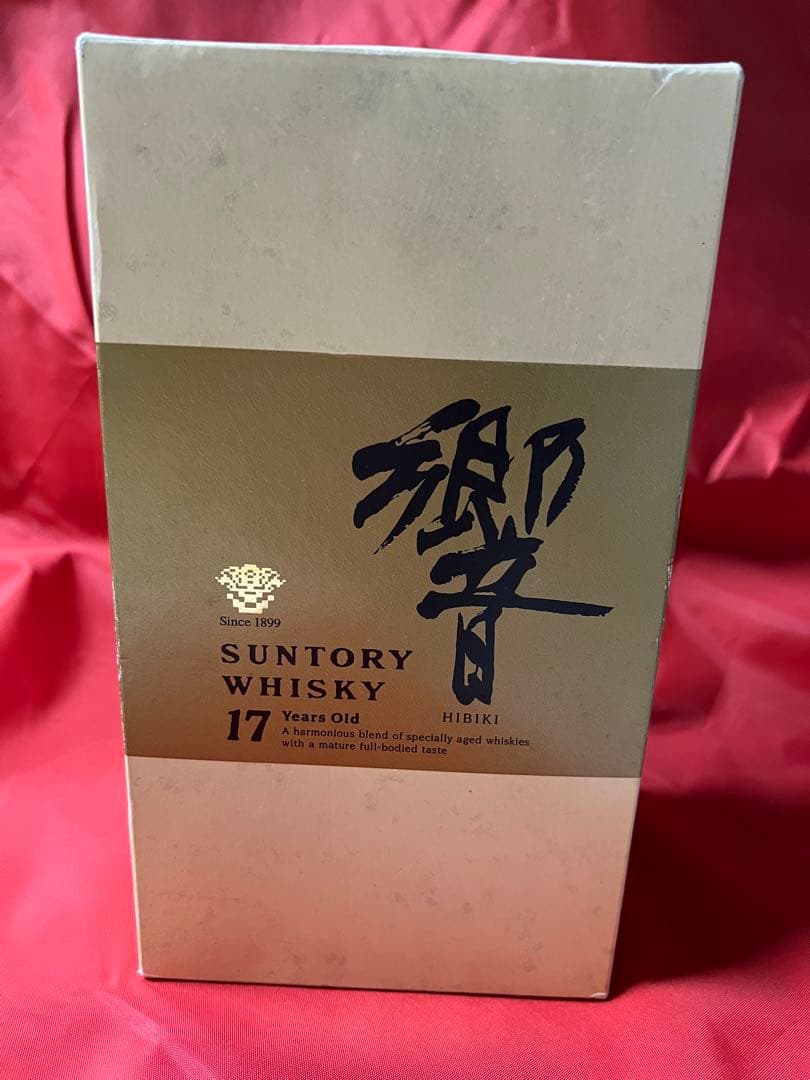 響
Since 1899
SUNTORY
WHISKY
17 Years Old
HIBIKI
A harmonious blend of specially aged whiskies
with a mature full-bodied taste